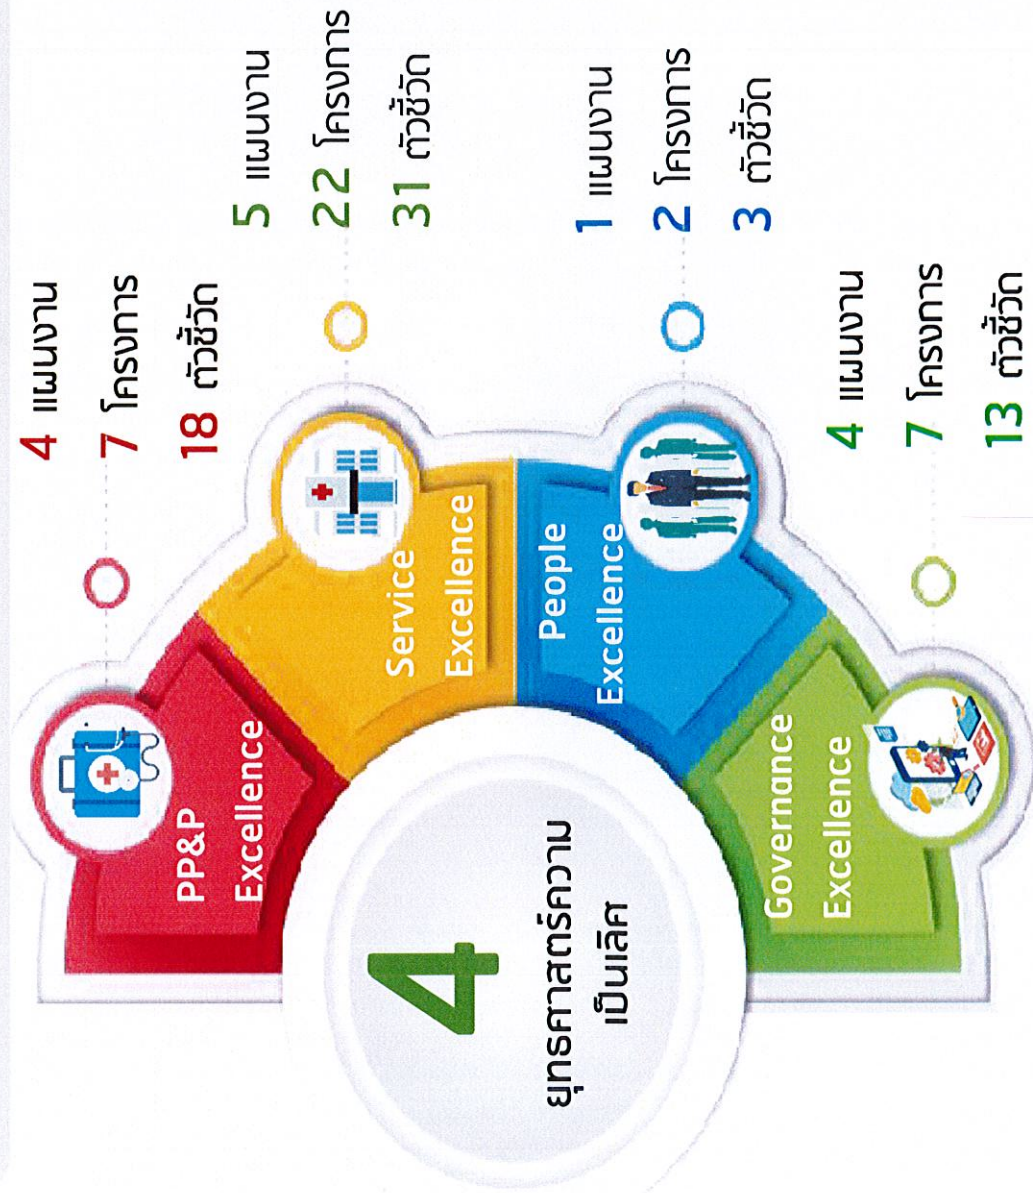 4
ยุทธศาสตร์ความ
เป็นเลิศ
PP&P
Excellence
4 แผนงาน
7 โครงการ
18 ตัวชี้วัด
Service
Excellence
5 แผนงาน
22 โครงการ
31 ตัวชี้วัด
People
Excellence
1 แผนงาน
2 โครงการ
3 ตัวชี้วัด
Governance
Excellence
4 แผนงาน
7 โครงการ
13 ตัวชี้วัด